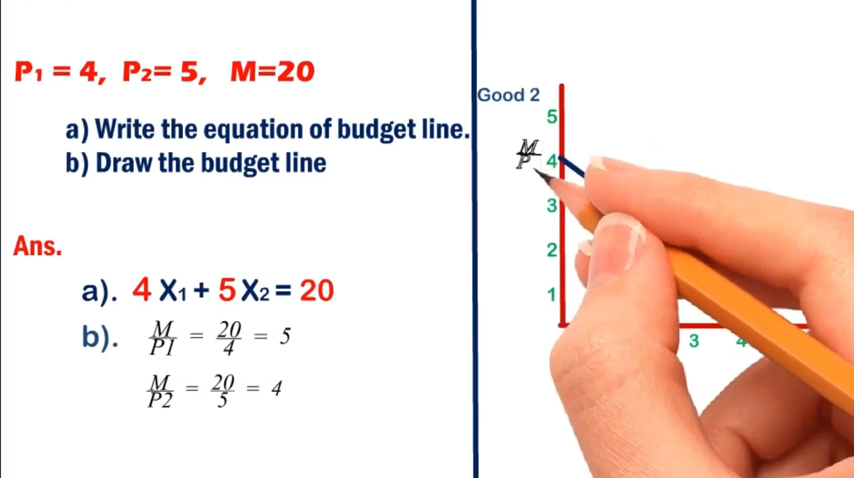 P1 = 4, P2= 5, M=20
a) Write the equation of budget line.
b) Draw the budget line
Ans.
a). 4 X1 + 5 X2 = 20
b). M/P1 = 20/4 = 5
M/P2 = 20/5 = 4
Good 2
5
M/P 4
3
2
1
3 4